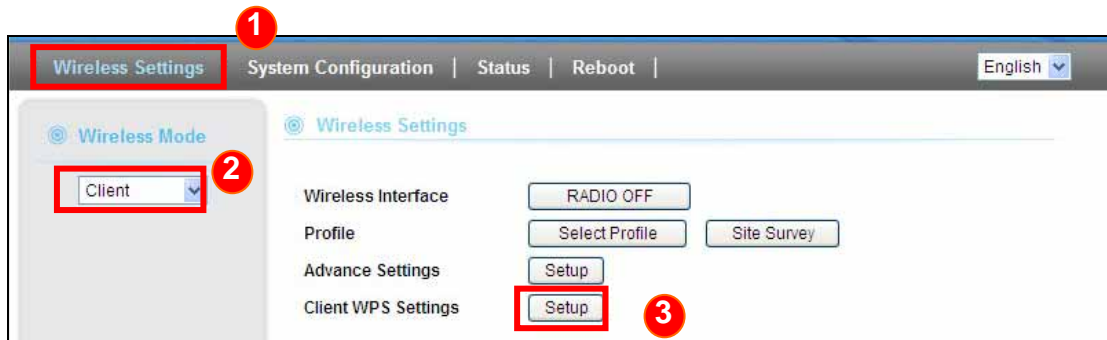 1
Wireless Settings System Configuration | Status | Reboot | English
Wireless Mode
Client
2
Wireless Settings
Wireless Interface RADIO OFF
Profile Select Profile Site Survey
Advance Settings Setup
Client WPS Settings Setup
3